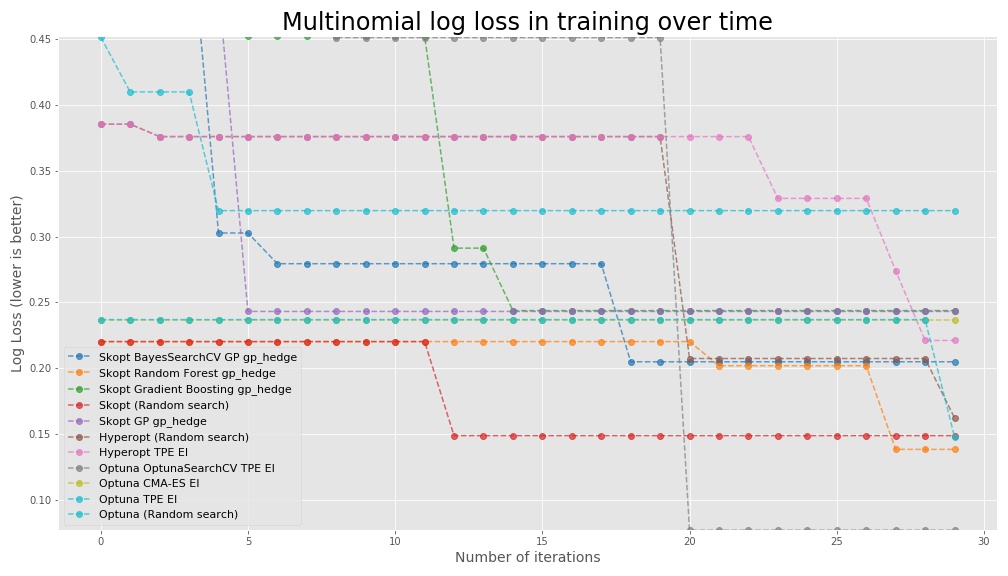 Multinomial log loss in training over time
Log Loss (lower is better)
0.45
0.40
0.35
0.30
0.25
0.20
0.15
0.10
Skopt BayesSearchCV GP gp_hedge
Skopt Random Forest gp_hedge
Skopt Gradient Boosting gp_hedge
Skopt (Random search)
Skopt GP gp_hedge
Hyperopt (Random search)
Hyperopt TPE EI
Optuna OptunaSearchCV TPE EI
Optuna CMA-ES EI
Optuna TPE EI
Optuna (Random search)
0 5 10 15 20 25 30
Number of iterations